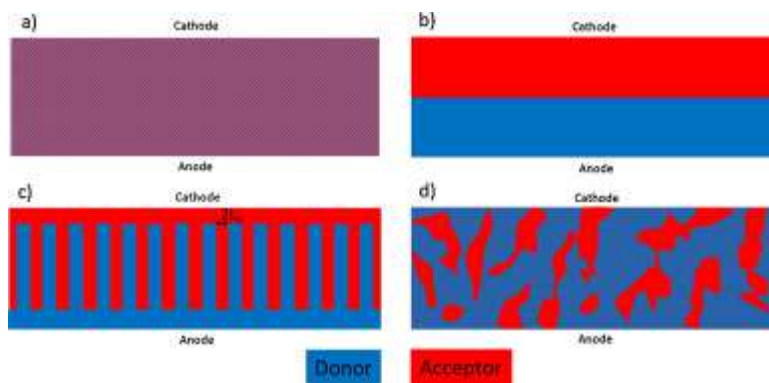 a)
Cathode
Anode
b)
Cathode
Anode
c)
Cathode
Anode
d)
Cathode
Anode
Donor
Acceptor